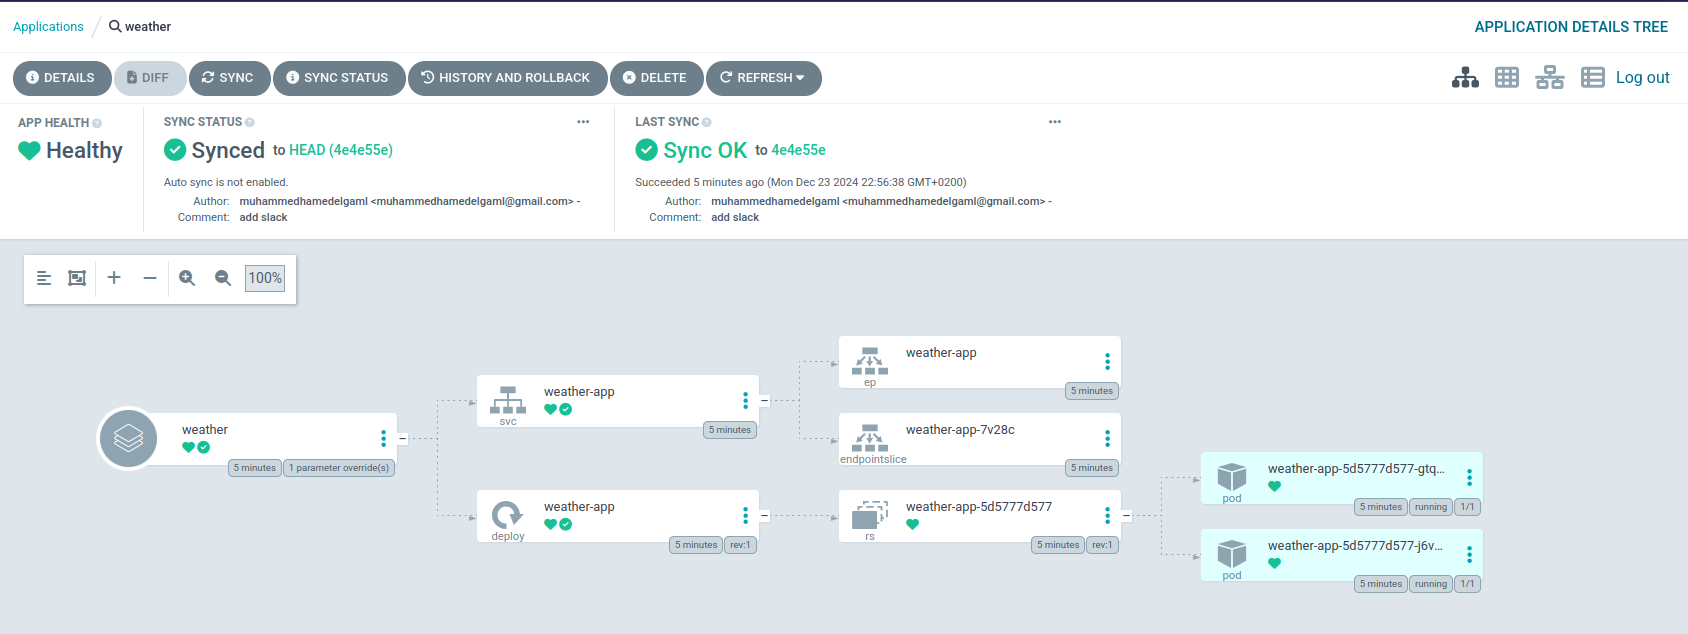 Applications / weather
APPLICATION DETAILS TREE
DETAILS
DIFF
SYNC
SYNC STATUS
HISTORY AND ROLLBACK
DELETE
REFRESH
Log out
APP HEALTH
Healthy
SYNC STATUS
Synced to HEAD (4e4e55e)
Auto sync is not enabled.
Author: muhammedhamedelgaml <muhammedhamedelgaml@gmail.com> -
Comment: add slack
LAST SYNC
Sync OK to 4e4e55e
Succeeded 5 minutes ago (Mon Dec 23 2024 22:56:38 GMT+0200)
Author: muhammedhamedelgaml <muhammedhamedelgaml@gmail.com> -
Comment: add slack
100%
weather
5 minutes
1 parameter override(s)
weather-app
svc
5 minutes
weather-app
deploy
5 minutes
rev:1
weather-app
ep
5 minutes
weather-app-7v28c
endpointslice
5 minutes
weather-app-5d5777d577
rs
5 minutes
rev:1
weather-app-5d5777d577-gtq...
pod
5 minutes
running
1/1
weather-app-5d5777d577-j6v...
pod
5 minutes
running
1/1